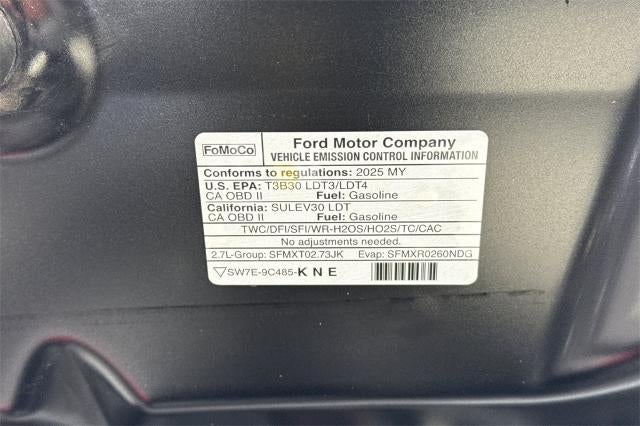 FoMoCo
Ford Motor Company
VEHICLE EMISSION CONTROL INFORMATION
Conforms to regulations: 2025 MY
U.S. EPA: T3B30 LDT3/LDT4
CA OBD II Fuel: Gasoline
California: SULEV30 LDT
CA OBD II Fuel: Gasoline
TWC/DFI/SFI/WR-H2OS/HO2S/TC/CAC
No adjustments needed.
2.7L-Group: SFMXT02.73JK Evap: SFMXR0260NDG
SW7E-9C485-KNE